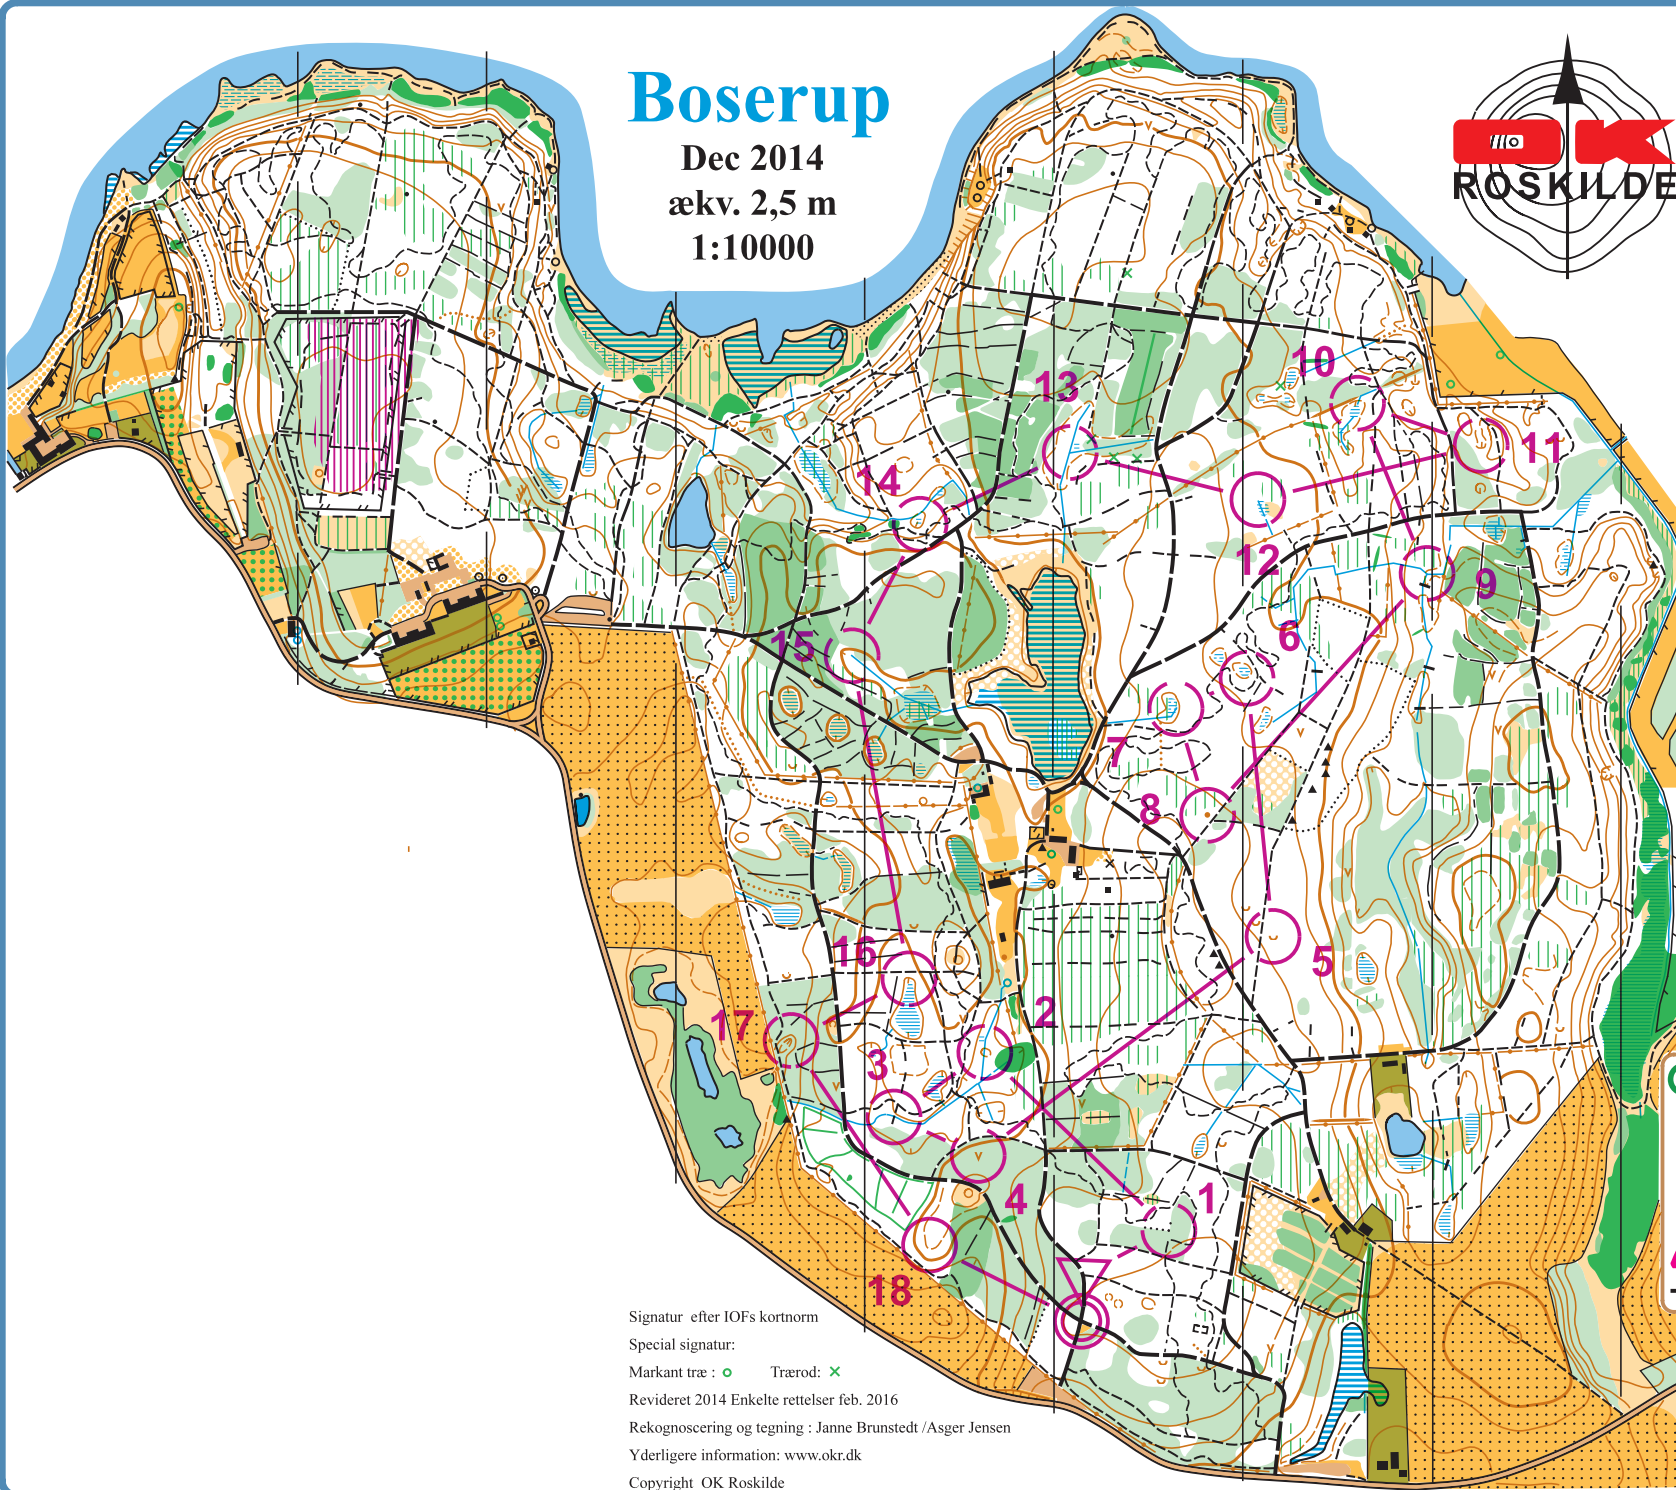 Boserup
Dec 2014
ækv. 2,5 m
1:10000
ROSKILDE
10
13
11
14
12
9
6
15
7
8
16
5
17
2
3
4
1
18
Signatur efter IOFs kortnorm
Special signatur:
Markant træ : Trærod:
Revideret 2014 Enkelte rettelser feb. 2016
Rekognoscering og tegning : Janne Brunstedt /Asger Jensen
Yderligere information: www.okr.dk
Copyright OK Roskilde